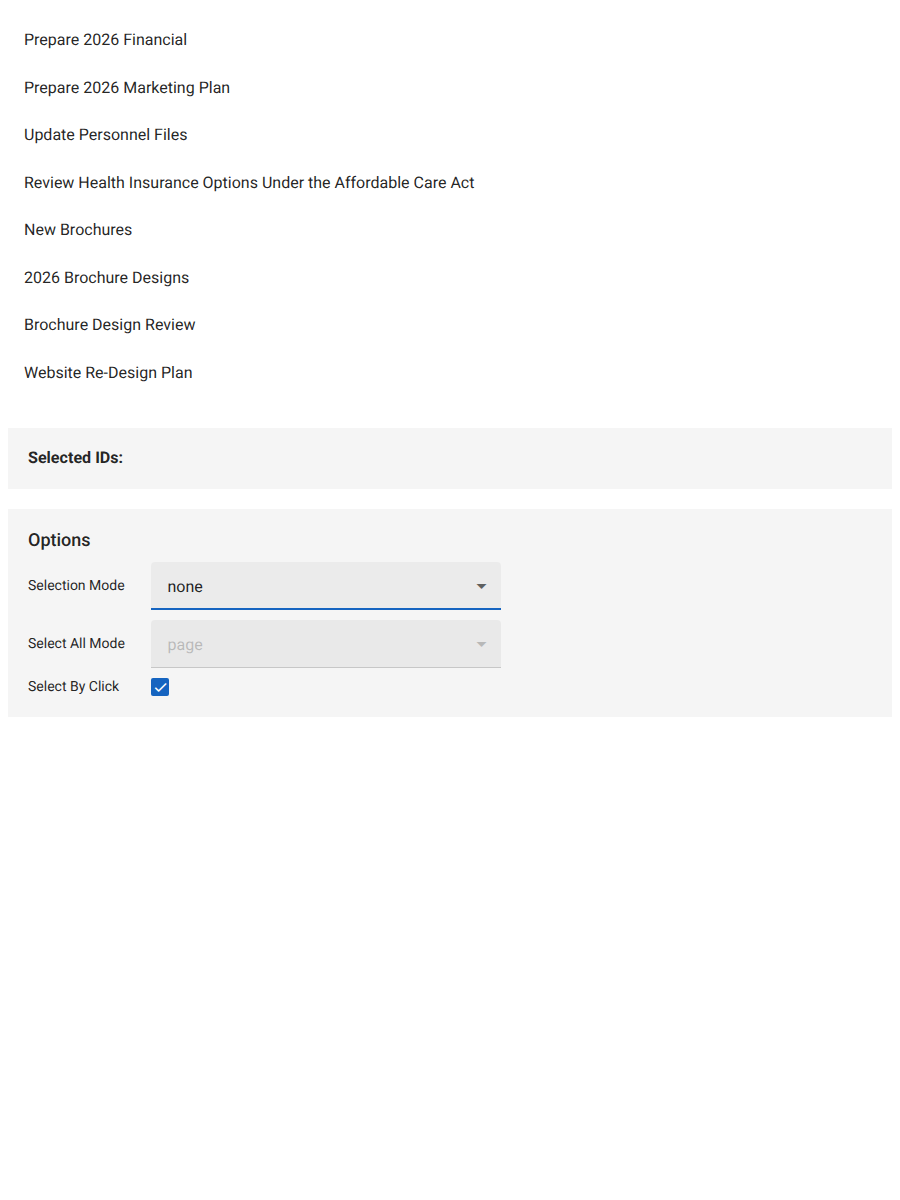 Prepare 2026 Financial
Prepare 2026 Marketing Plan
Update Personnel Files
Review Health Insurance Options Under the Affordable Care Act
New Brochures
2026 Brochure Designs
Brochure Design Review
Website Re-Design Plan
Selected IDs:
Options
Selection Mode none
Select All Mode page
Select By Click